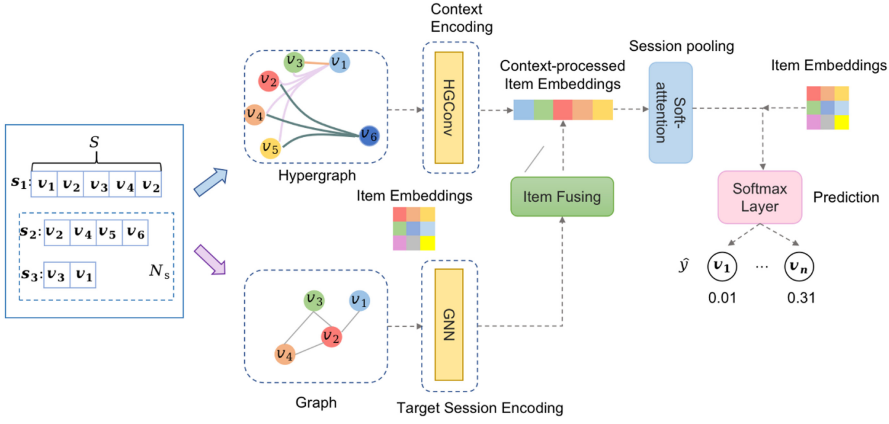 S
s₁: v₁ v₂ v₃ v₄ v₂
s₂: v₂ v₄ v₅ v₆
s₃: v₃ v₁
Nₛ
v₃ v₁
v₂
v₄
v₆
v₅
Hypergraph
Context
Encoding
HGConv
Context-processed
Item Embeddings
Session pooling
Soft-
atttention
Item Embeddings
Item Embeddings
Item Fusing
Softmax
Layer
Prediction
ŷ v₁ ... vₙ
0.01 0.31
v₃ v₁
v₂
v₄
Graph
GNN
Target Session Encoding